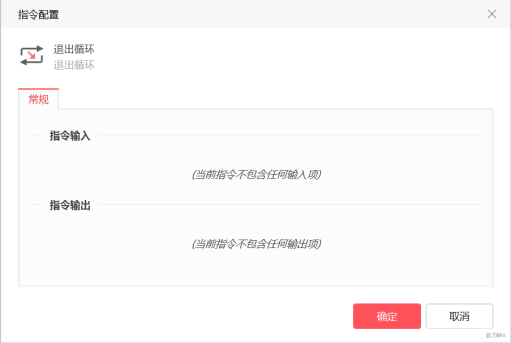 指令配置
退出循环
退出循环
常规
指令输入
(当前指令不包含任何输入项)
指令输出
(当前指令不包含任何输出项)
确定
取消